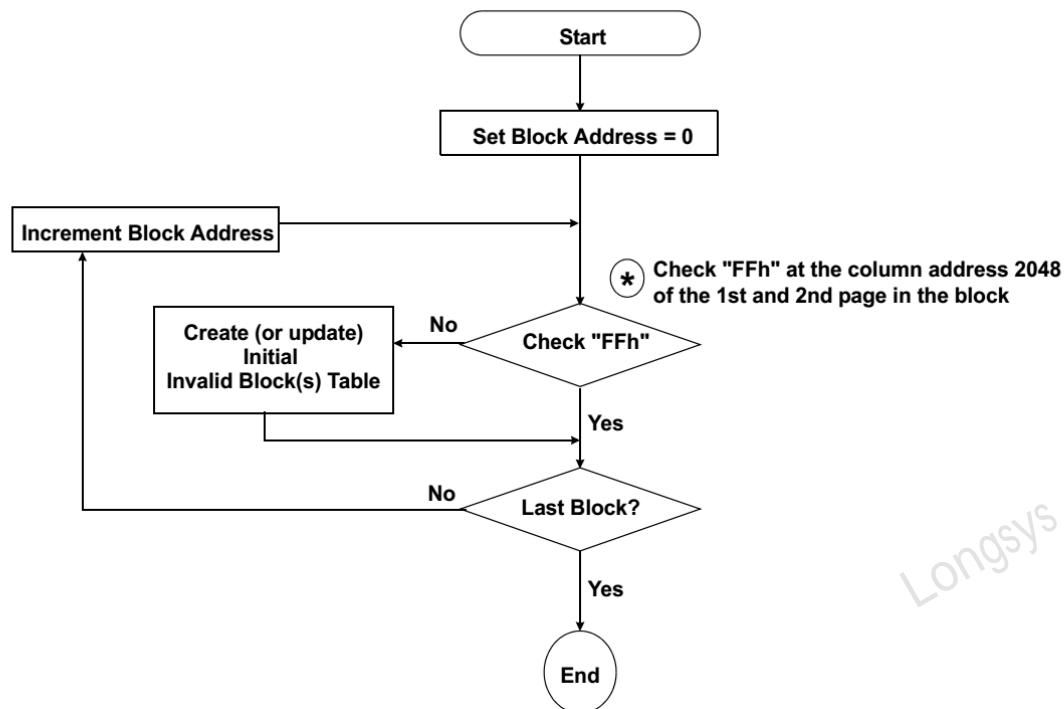 Start
Set Block Address = 0
Increment Block Address
* Check "FFh" at the column address 2048
of the 1st and 2nd page in the block
Check "FFh"
No
Create (or update)
Initial
Invalid Block(s) Table
Yes
Last Block?
No
Yes
End
Longsys